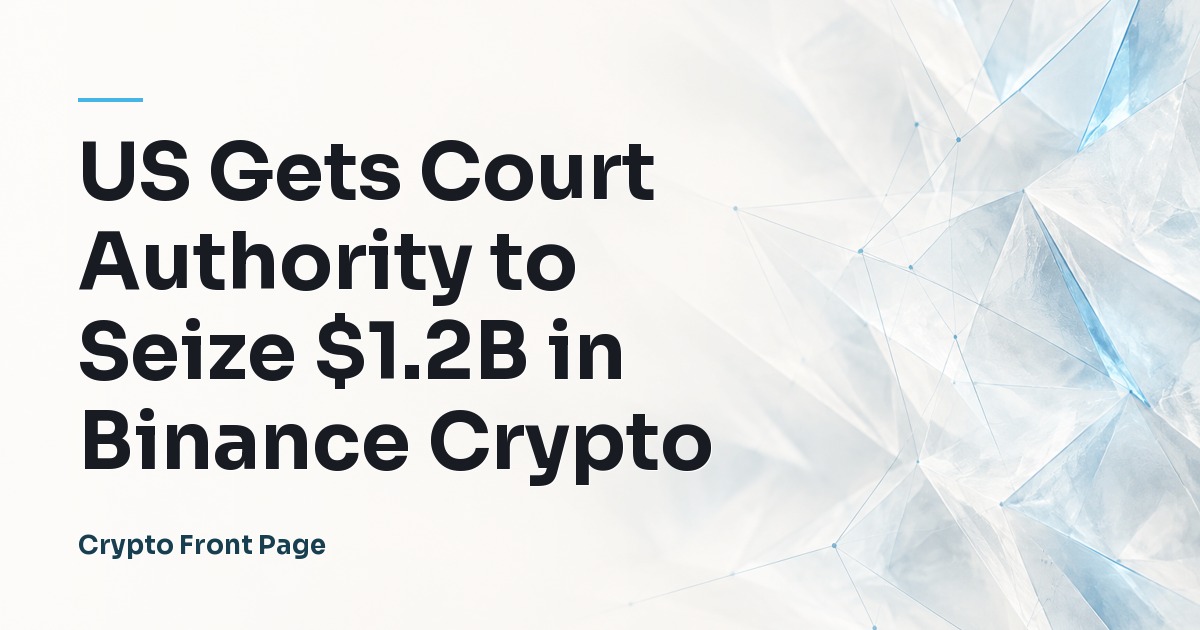 US Gets Court
Authority to
Seize $1.2B in
Binance Crypto
Crypto Front Page